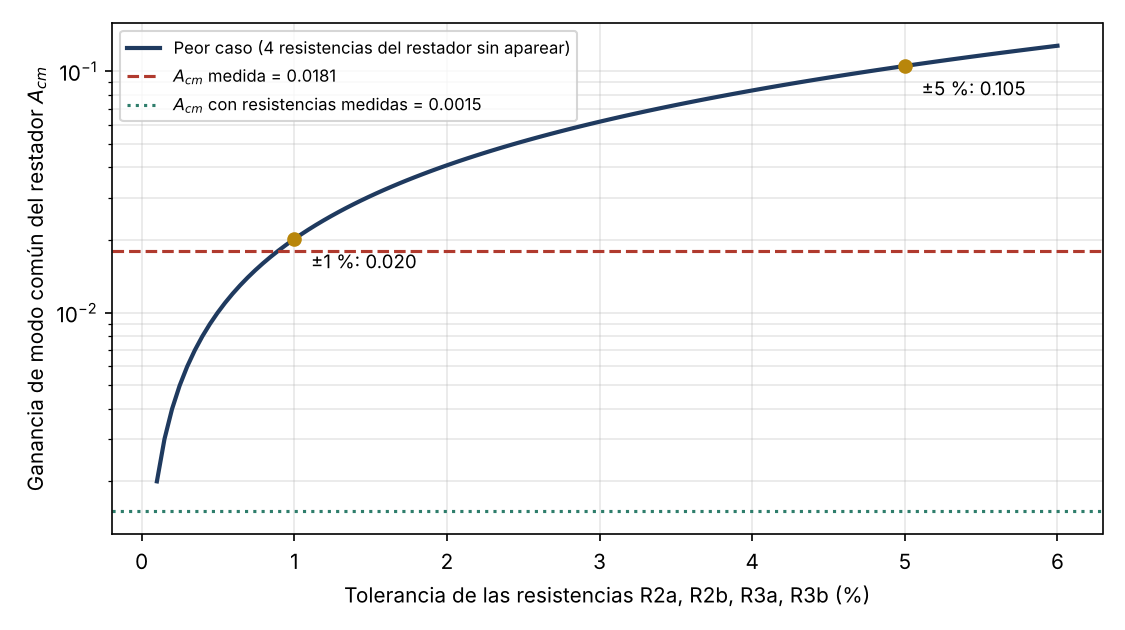 Peor caso (4 resistencias del restador sin aparear)
A_cm medida = 0.0181
A_cm con resistencias medidas = 0.0015
Ganancia de modo común del restador A_cm
10⁻¹
10⁻²
±5 %: 0.105
±1 %: 0.020
0 1 2 3 4 5 6
Tolerancia de las resistencias R2a, R2b, R3a, R3b (%)